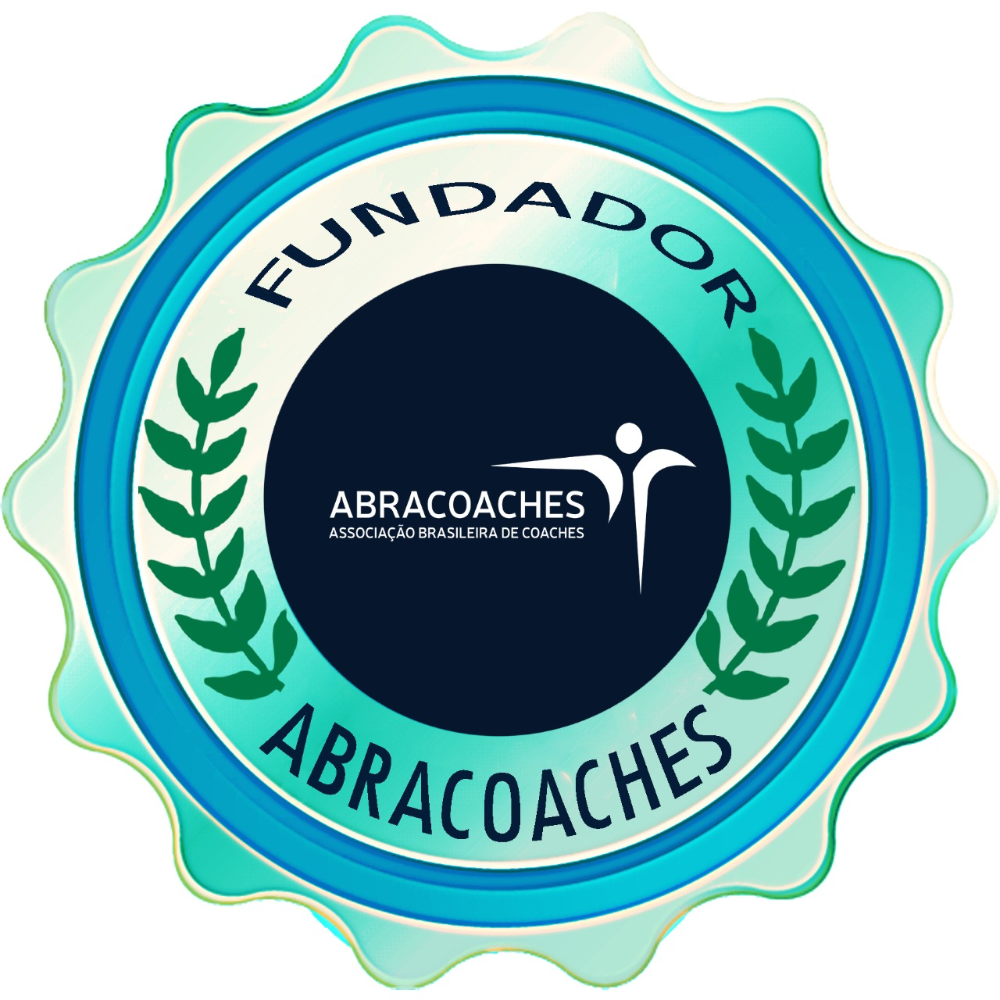 FUNDADOR
ABRACOACHES
ASSOCIAÇÃO BRASILEIRA DE COACHES
ABRACOACHES